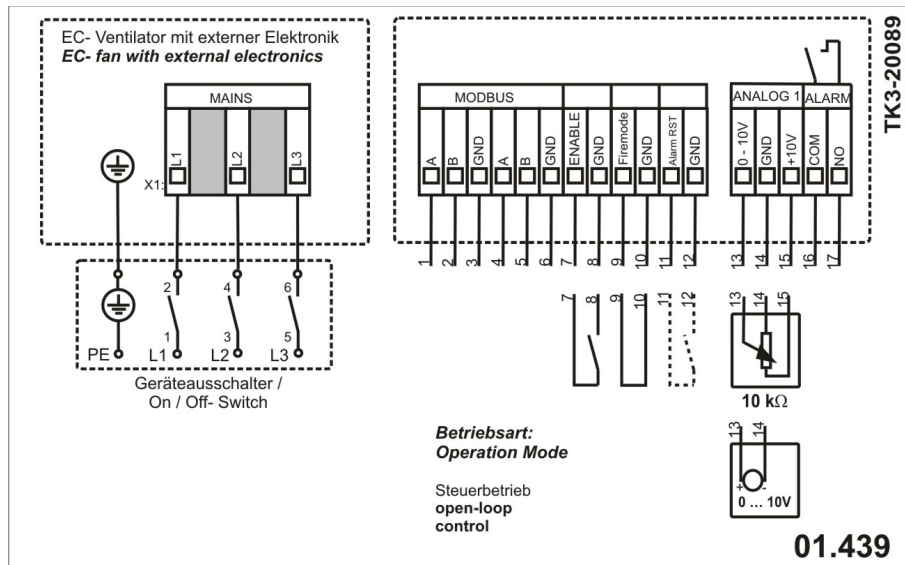 EC- Ventilator mit externer Elektronik
EC- fan with external electronics
MAINS
L1
L2
L3
X1:
2
4
6
1
3
5
PE
L1
L2
L3
Geräteausschalter /
On / Off- Switch
MODBUS
A
B
GND
A
B
GND
ENABLE
GND
Firemode
GND
Alarm RST
GND
ANALOG 1
ALARM
0 - 10V
GND
+10V
COM
NO
1
2
3
4
5
6
7
8
9
10
11
12
13
14
15
16
17
7
8
9
10
11
12
13
14
15
10 kΩ
13
14
+
-
0 ... 10V
Betriebsart:
Operation Mode
Steuerbetrieb
open-loop
control
TK3-20089
01.439